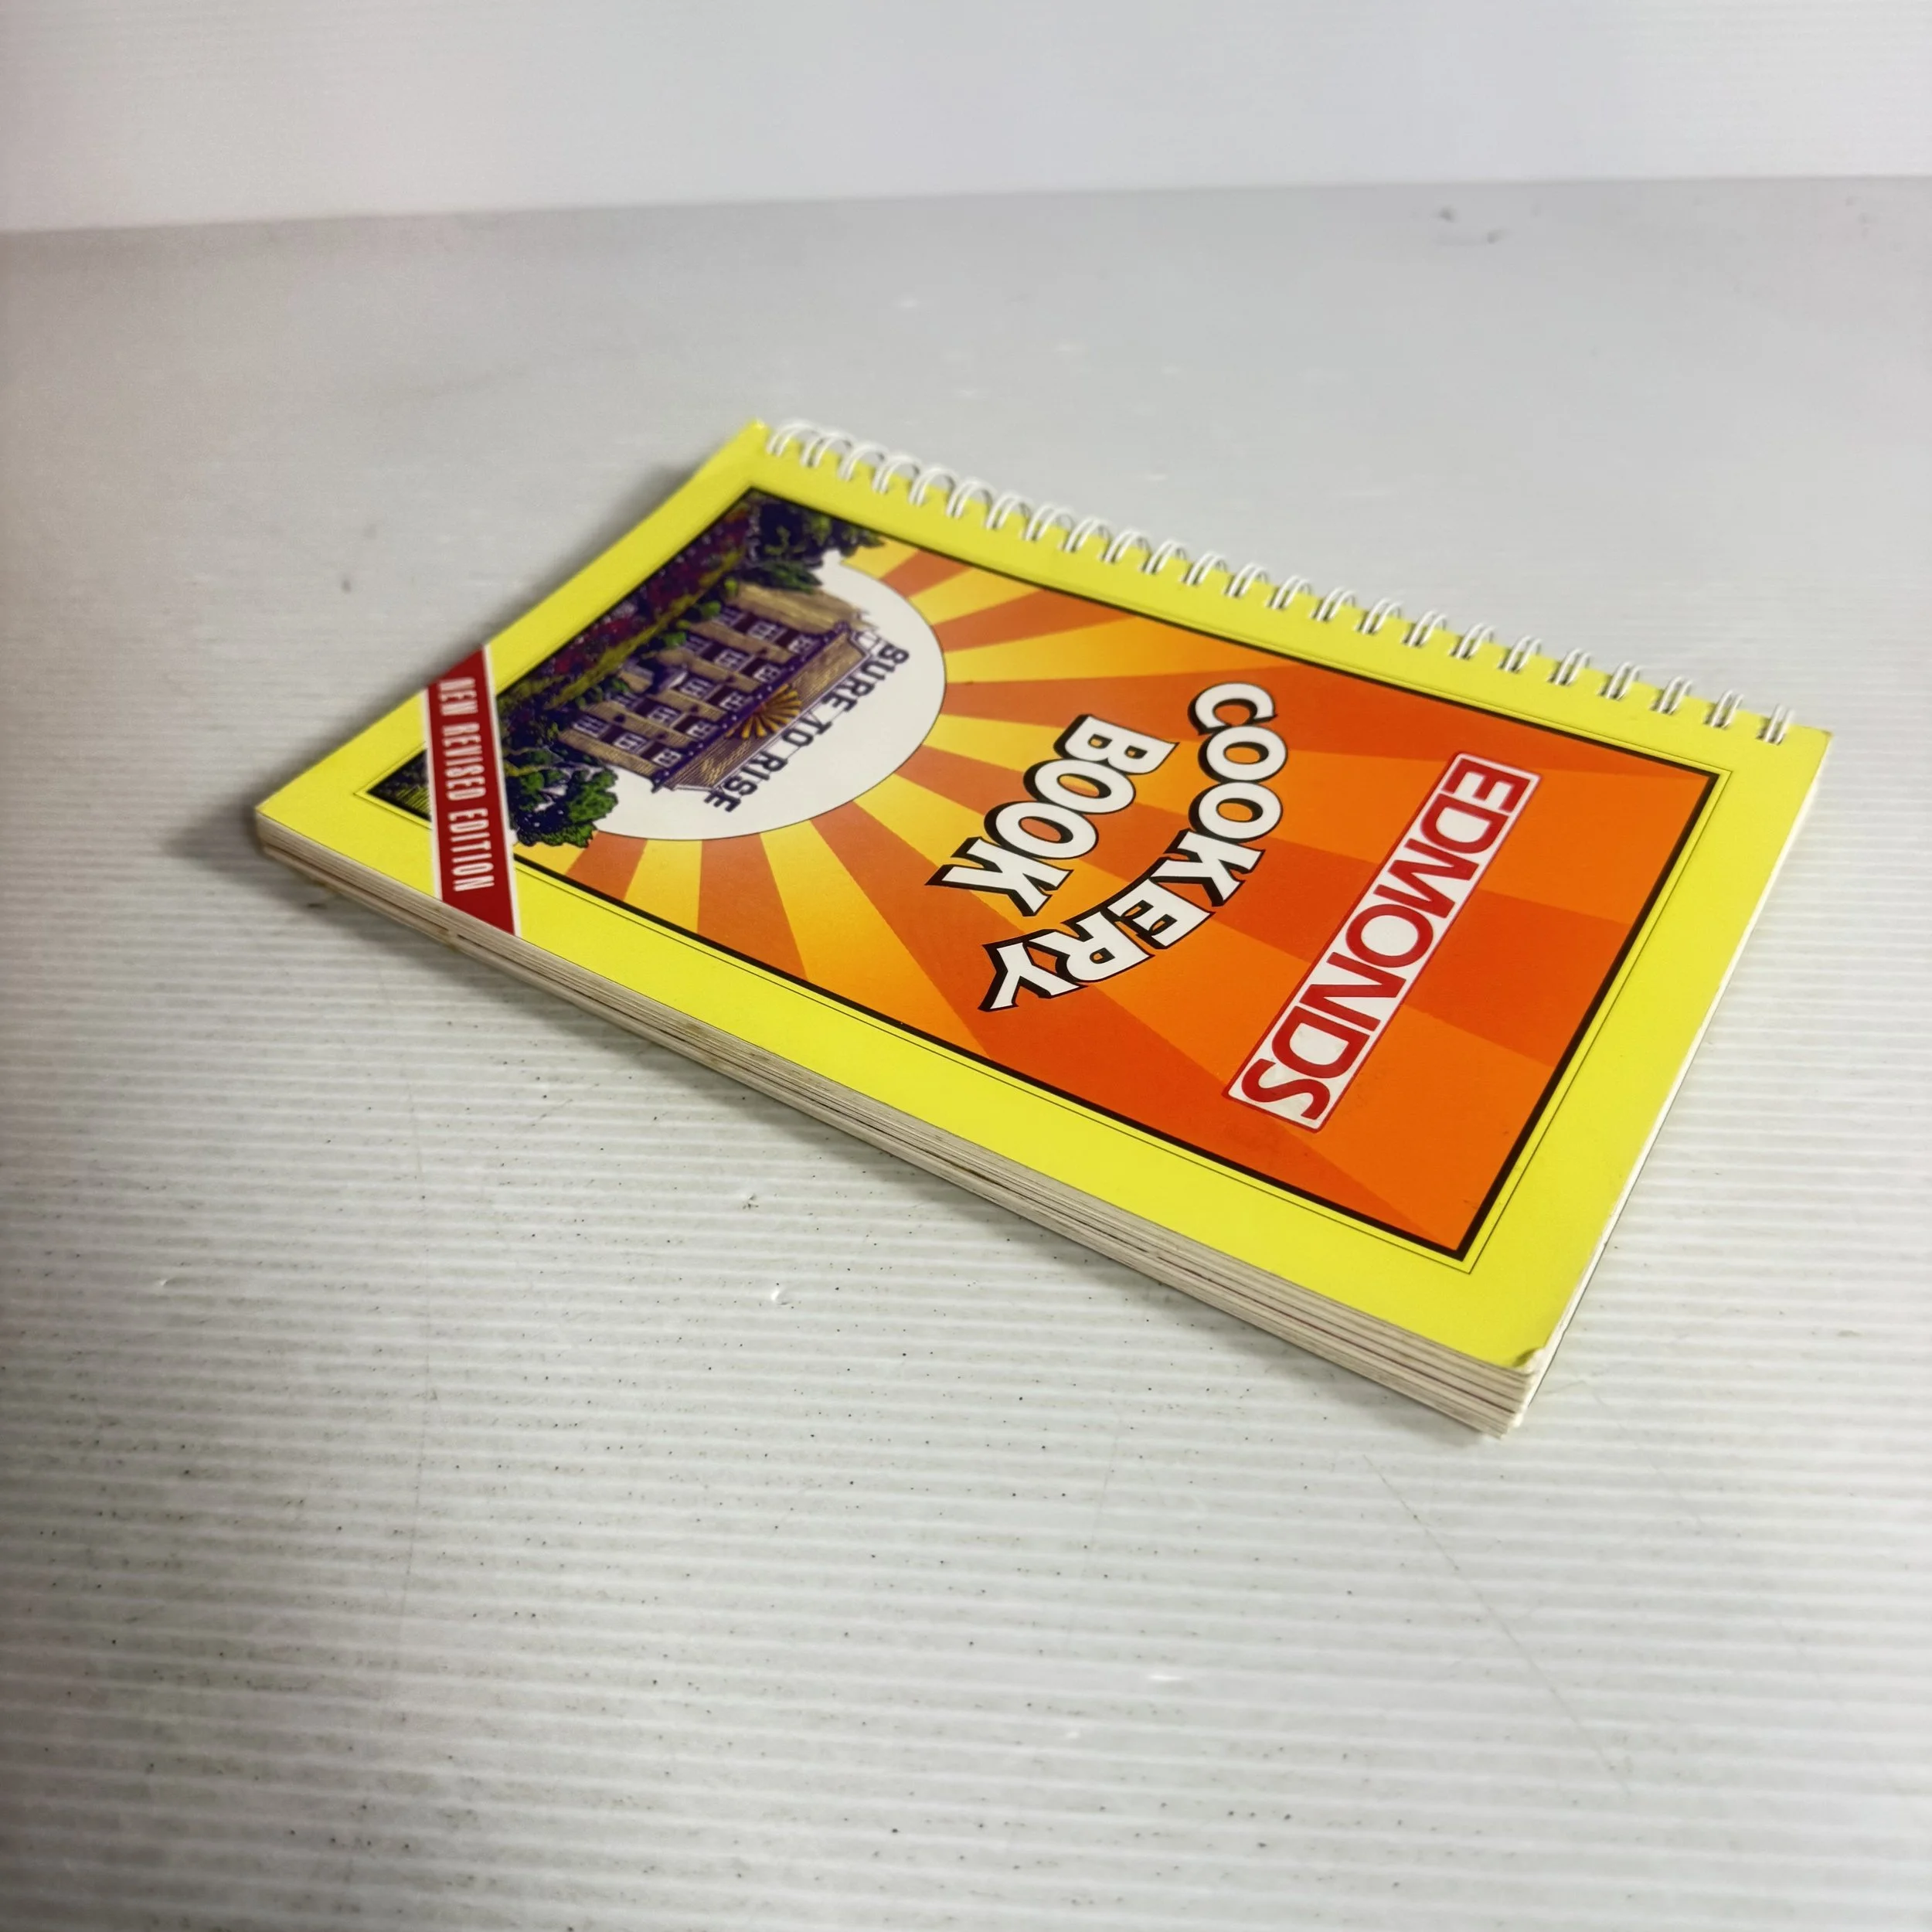 EDMONDS
COOKERY
BOOK
SURE TO RISE
NEW REVISED EDITION